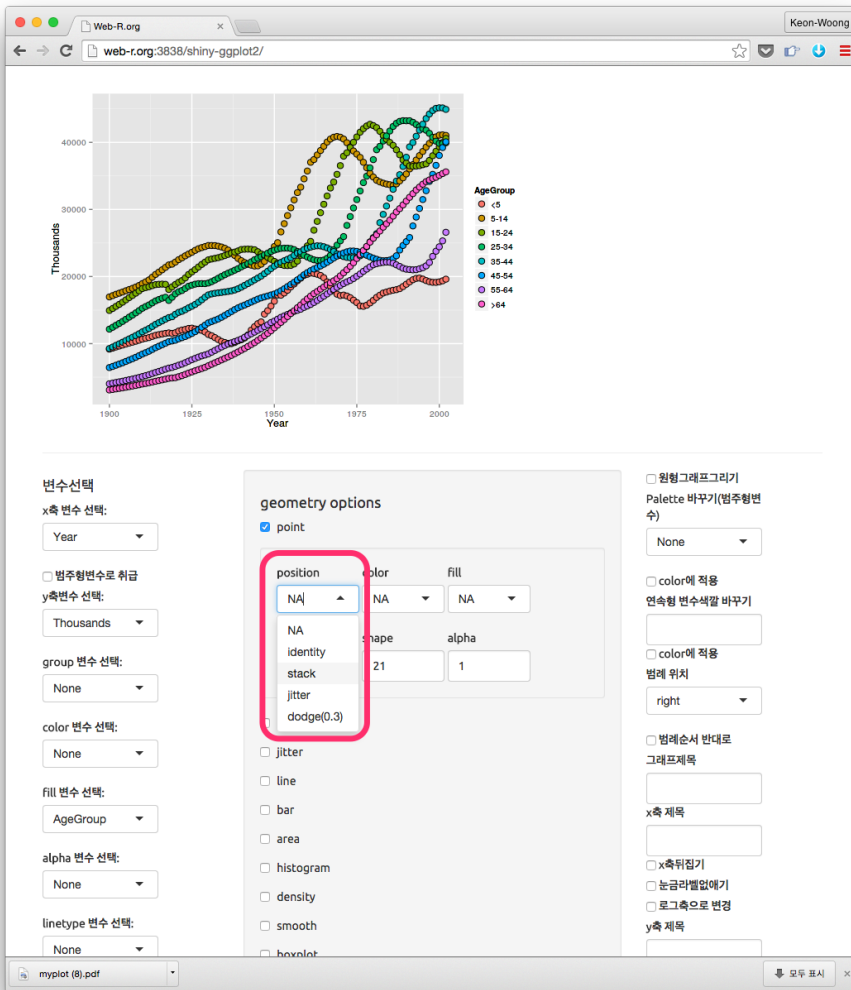 Web-R.org
Keon-Woong
web-r.org:3838/shiny-ggplot2/
40000
30000
20000
10000
Thousands
1900
1925
1950
1975
2000
Year
AgeGroup
<5
5-14
15-24
25-34
35-44
45-54
55-64
>64
변수선택
x축 변수 선택:
Year
범주형변수로 취급
y축변수 선택:
Thousands
group 변수 선택:
None
color 변수 선택:
None
fill 변수 선택:
AgeGroup
alpha 변수 선택:
None
linetype 변수 선택:
None
geometry options
point
position
color
fill
NA
NA
NA
NA
identity
stack
jitter
dodge(0.3)
shape
alpha
21
1
jitter
line
bar
area
histogram
density
smooth
boxplot
원형그래프그리기
Palette 바꾸기(범주형변
수)
None
color에 적용
연속형 변수색깔 바꾸기
color에 적용
범례 위치
right
범례순서 반대로
그래프제목
x축 제목
x축뒤집기
눈금라벨없애기
로그축으로 변경
y축 제목
myplot (8).pdf
모두 표시